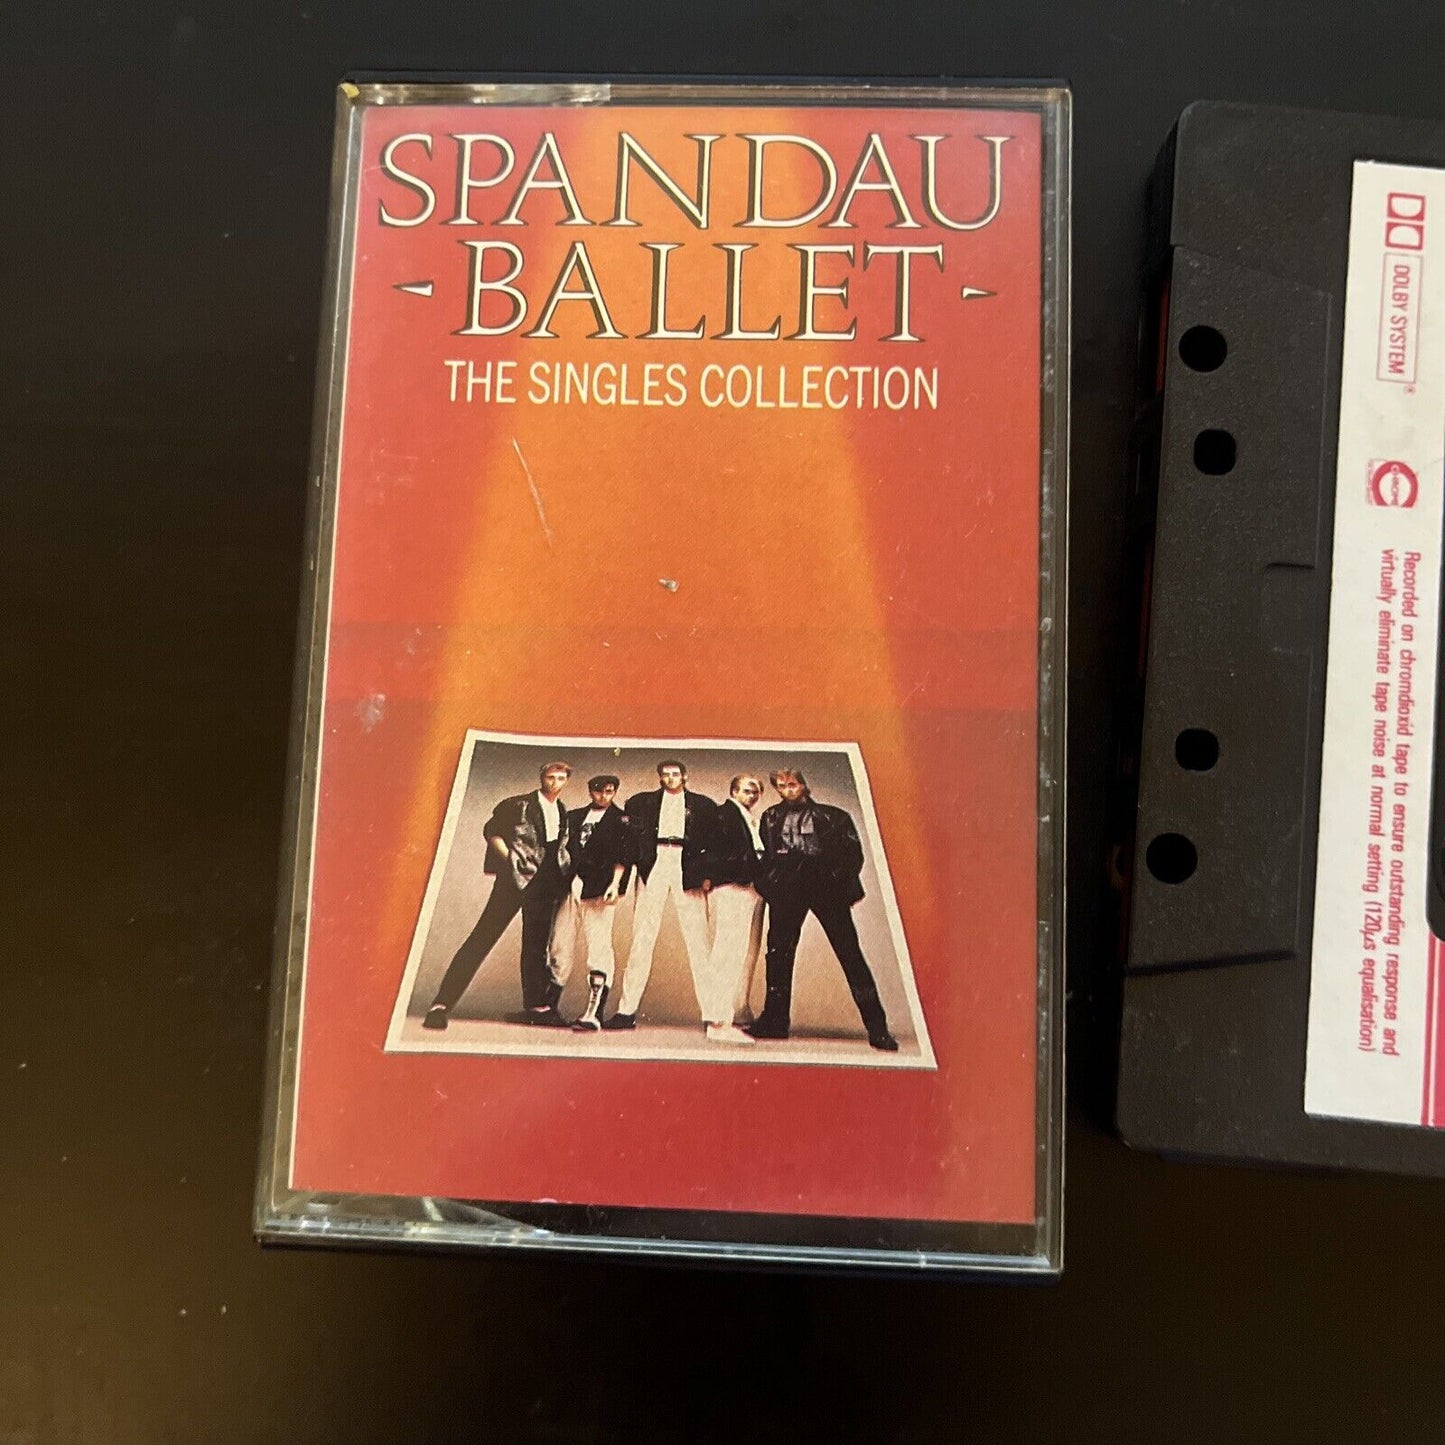 SPANDAU
- BALLET -
THE SINGLES COLLECTION
DOLBY SYSTEM ®
CHROME
Recorded on chromdioxid tape to ensure outstanding response and
virtually eliminate tape noise at normal setting (120µs equalisation)